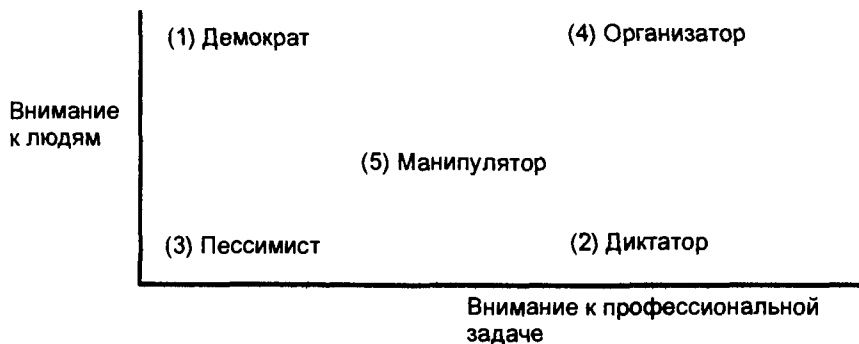 (1) Демократ
(4) Организатор
Внимание
к людям
(5) Манипулятор
(3) Пессимист
(2) Диктатор
Внимание к профессиональной
задаче